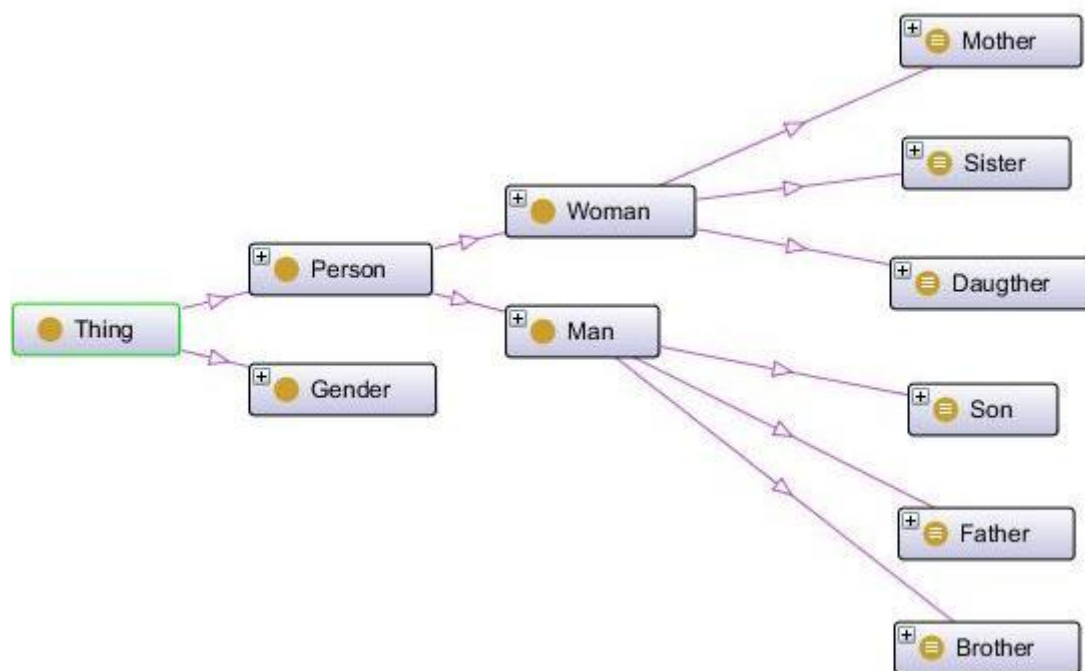 Mother
Sister
Woman
Person
Daugther
Thing
Man
Gender
Son
Father
Brother